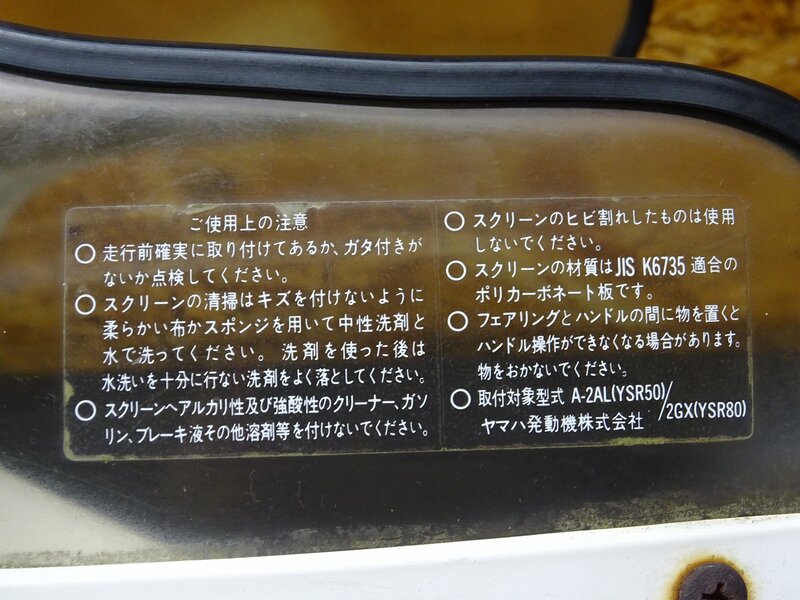 ご使用上の注意
○ 走行前確実に取り付けてあるか、ガタ付きが
ないか点検してください。
○ スクリーンの清掃はキズを付けないように
柔らかい布かスポンジを用いて中性洗剤と
水で洗ってください。洗剤を使った後は
水洗いを十分に行ない洗剤をよく落としてください。
○ スクリーンへアルカリ性及び強酸性のクリーナー、ガソ
リン、ブレーキ液その他溶剤等を付けないでください。
○ スクリーンのヒビ割れしたものは使用
しないでください。
○ スクリーンの材質はJIS K6735 適合の
ポリカーボネート板です。
○ フェアリングとハンドルの間に物を置くと
ハンドル操作ができなくなる場合があります。
物をおかないでください。
○ 取付対象型式 A-2AL(YSR50)/
2GX(YSR80)
ヤマハ発動機株式会社